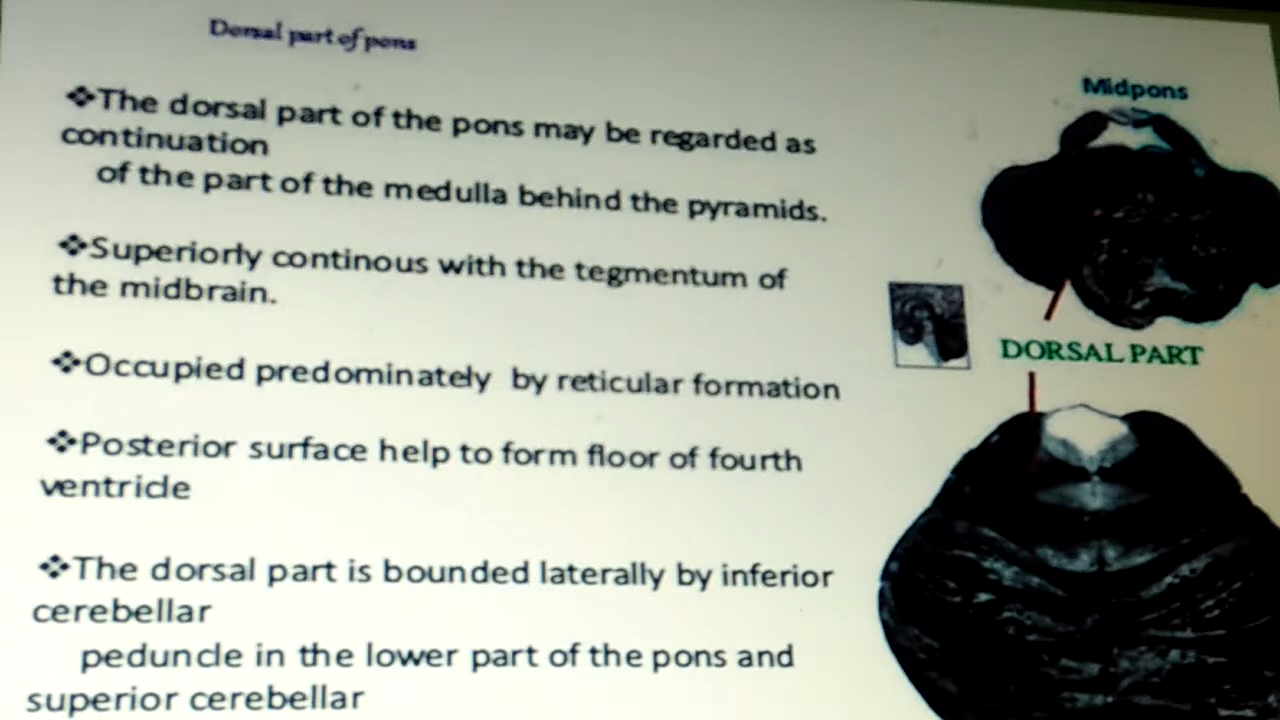 Dorsal part of pons
❖The dorsal part of the pons may be regarded as
continuation
of the part of the medulla behind the pyramids.
❖Superiorly continous with the tegmentum of
the midbrain.
❖Occupied predominately by reticular formation
❖Posterior surface help to form floor of fourth
ventricle
❖The dorsal part is bounded laterally by inferior
cerebellar
peduncle in the lower part of the pons and
superior cerebellar
Midpons
DORSAL PART